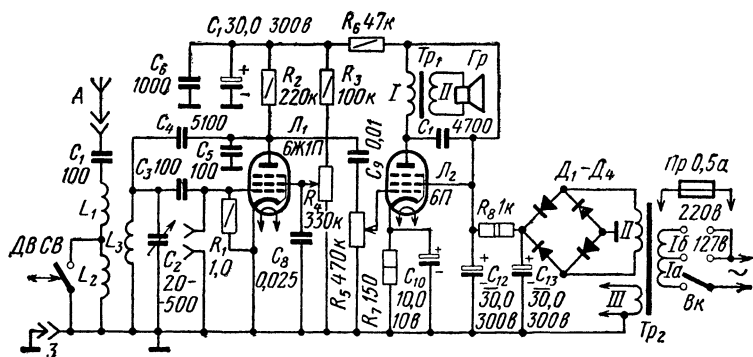 C₁ 30,0 300в
R₆ 47к
C₆
1000
+
-
R₂
220к
R₃
100к
Тр₁
Гр
I
II
А
C₄ 5100
Л₁
6Ж1П
C₁
4700
C₁
100
C₃ 100
C₅
100
C₉ 0,01
Л₂
6П
Д₁-Д₄
Пр 0,5а
220в
L₁
R₄
330к
R₈ 1к
II
Iб
127в
ДВ СВ
L₃
L₂
C₂
20-
-500
R₁
1,0
C₈
0,025
R₅ 470к
R₇ 150
+
-
C₁₀
10,0
10в
+
-
C₁₂
30,0
300в
+
-
C₁₃
30,0
300в
Iа
~
III
Вк
З
Тр₂